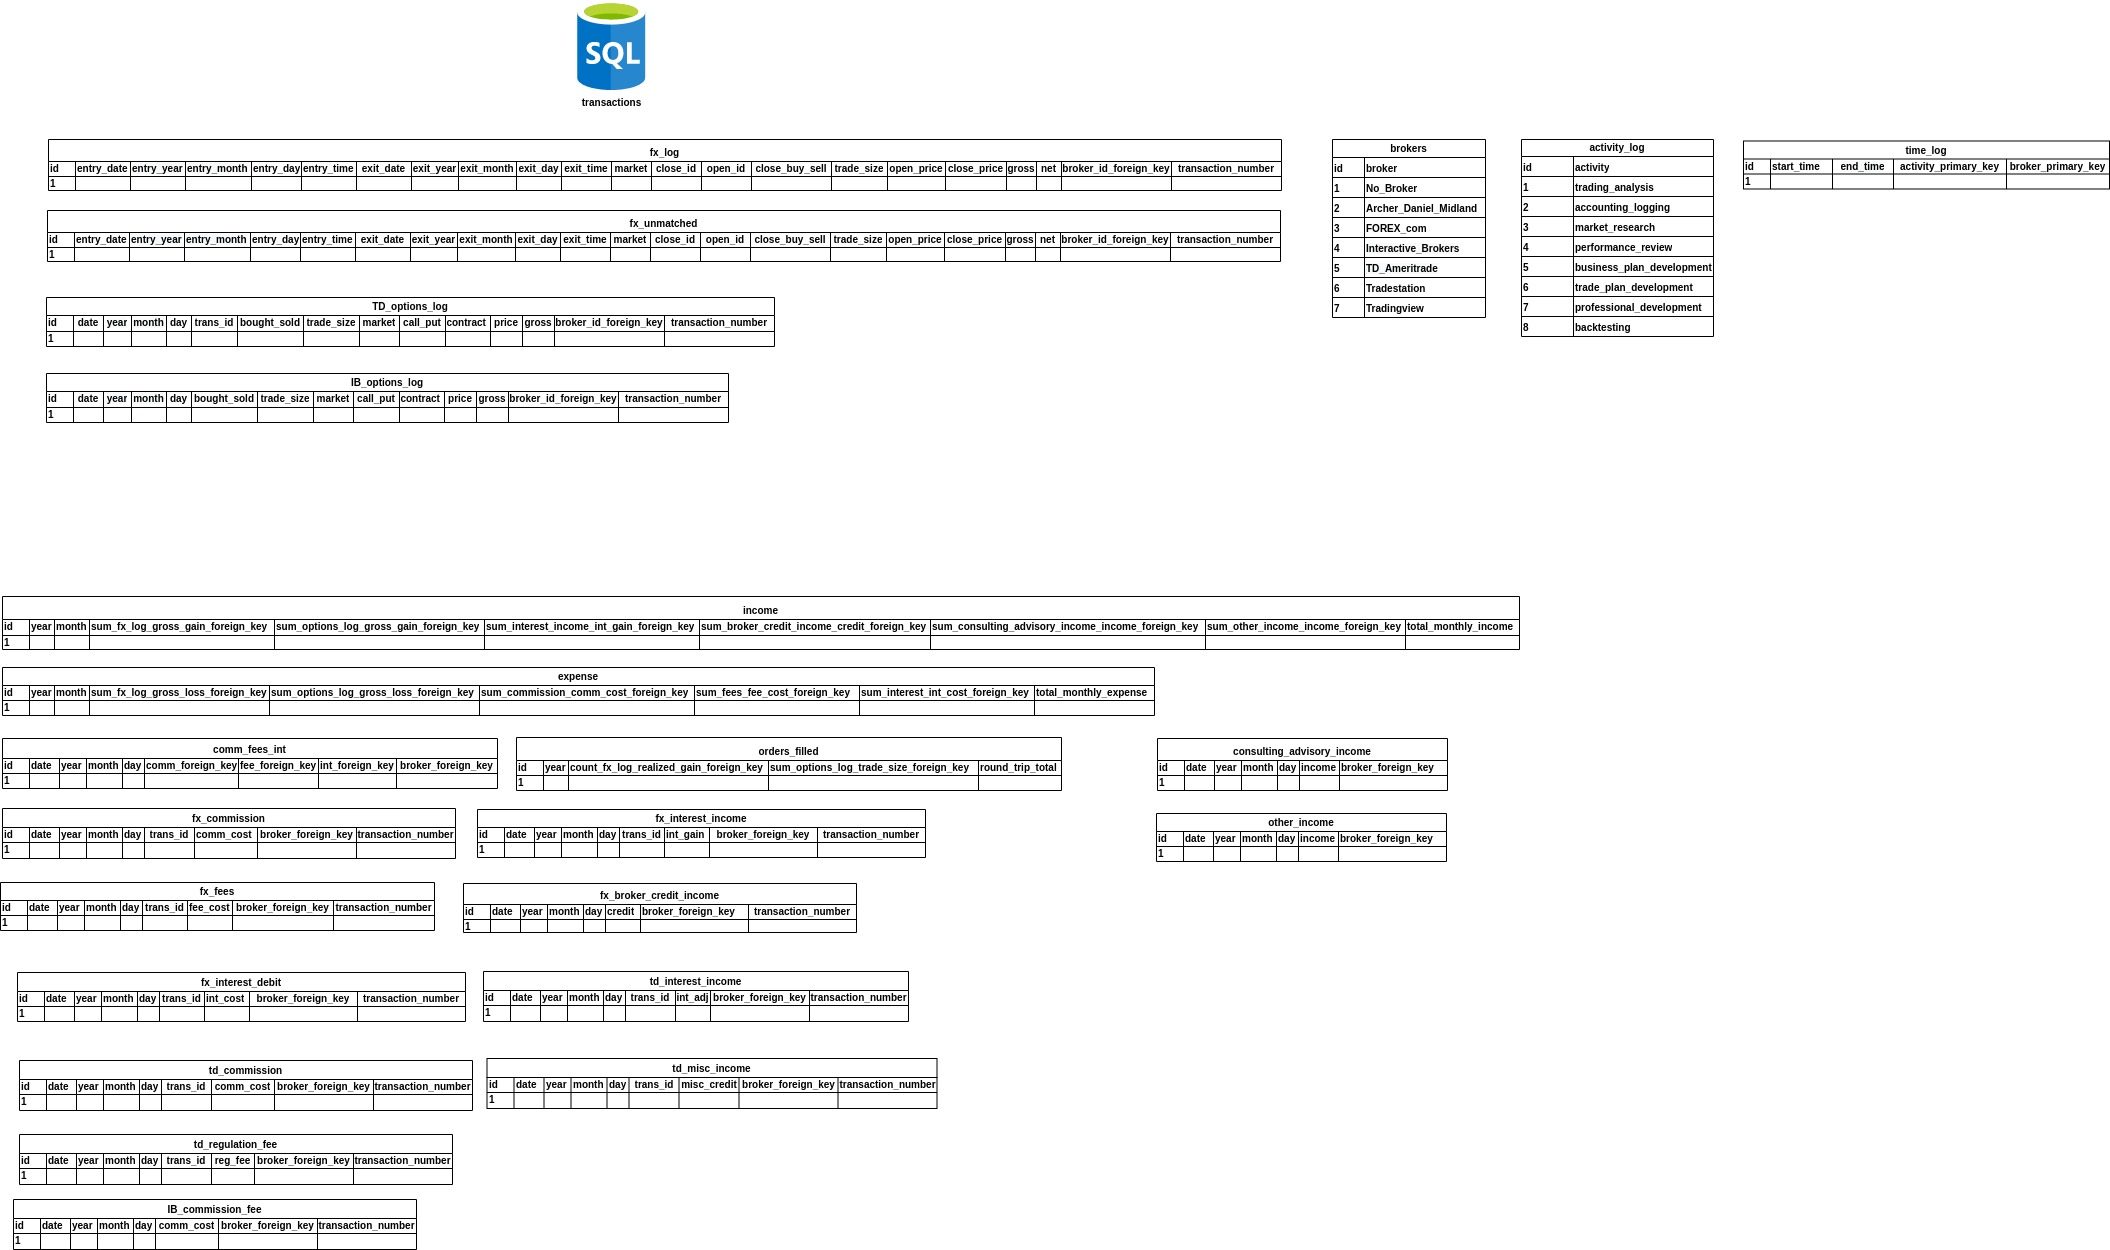 SQL
transactions
fx_log
id entry_date entry_year entry_month entry_day entry_time exit_date exit_year exit_month exit_day exit_time market close_id open_id close_buy_sell trade_size open_price close_price gross net broker_id_foreign_key transaction_number
1
fx_unmatched
id entry_date entry_year entry_month entry_day entry_time exit_date exit_year exit_month exit_day exit_time market close_id open_id close_buy_sell trade_size open_price close_price gross net broker_id_foreign_key transaction_number
1
TD_options_log
id date year month day trans_id bought_sold trade_size market call_put contract price gross broker_id_foreign_key transaction_number
1
IB_options_log
id date year month day bought_sold trade_size market call_put contract price gross broker_id_foreign_key transaction_number
1
brokers
id broker
1 No_Broker
2 Archer_Daniel_Midland
3 FOREX_com
4 Interactive_Brokers
5 TD_Ameritrade
6 Tradestation
7 Tradingview
activity_log
id activity
1 trading_analysis
2 accounting_logging
3 market_research
4 performance_review
5 business_plan_development
6 trade_plan_development
7 professional_development
8 backtesting
time_log
id start_time end_time activity_primary_key broker_primary_key
1
income
id year month sum_fx_log_gross_gain_foreign_key sum_options_log_gross_gain_foreign_key sum_interest_income_int_gain_foreign_key sum_broker_credit_income_credit_foreign_key sum_consulting_advisory_income_income_foreign_key sum_other_income_income_foreign_key total_monthly_income
1
expense
id year month sum_fx_log_gross_loss_foreign_key sum_options_log_gross_loss_foreign_key sum_commission_comm_cost_foreign_key sum_fees_fee_cost_foreign_key sum_interest_int_cost_foreign_key total_monthly_expense
1
comm_fees_int
id date year month day comm_foreign_key fee_foreign_key int_foreign_key broker_foreign_key
1
orders_filled
id year count_fx_log_realized_gain_foreign_key sum_options_log_trade_size_foreign_key round_trip_total
1
consulting_advisory_income
id date year month day income broker_foreign_key
1
fx_commission
id date year month day trans_id comm_cost broker_foreign_key transaction_number
1
fx_interest_income
id date year month day trans_id int_gain broker_foreign_key transaction_number
1
other_income
id date year month day income broker_foreign_key
1
fx_fees
id date year month day trans_id fee_cost broker_foreign_key transaction_number
1
fx_broker_credit_income
id date year month day credit broker_foreign_key transaction_number
1
fx_interest_debit
id date year month day trans_id int_cost broker_foreign_key transaction_number
1
td_interest_income
id date year month day trans_id int_adj broker_foreign_key transaction_number
1
td_commission
id date year month day trans_id comm_cost broker_foreign_key transaction_number
1
td_misc_income
id date year month day trans_id misc_credit broker_foreign_key transaction_number
1
td_regulation_fee
id date year month day trans_id reg_fee broker_foreign_key transaction_number
1
IB_commission_fee
id date year month day comm_cost broker_foreign_key transaction_number
1